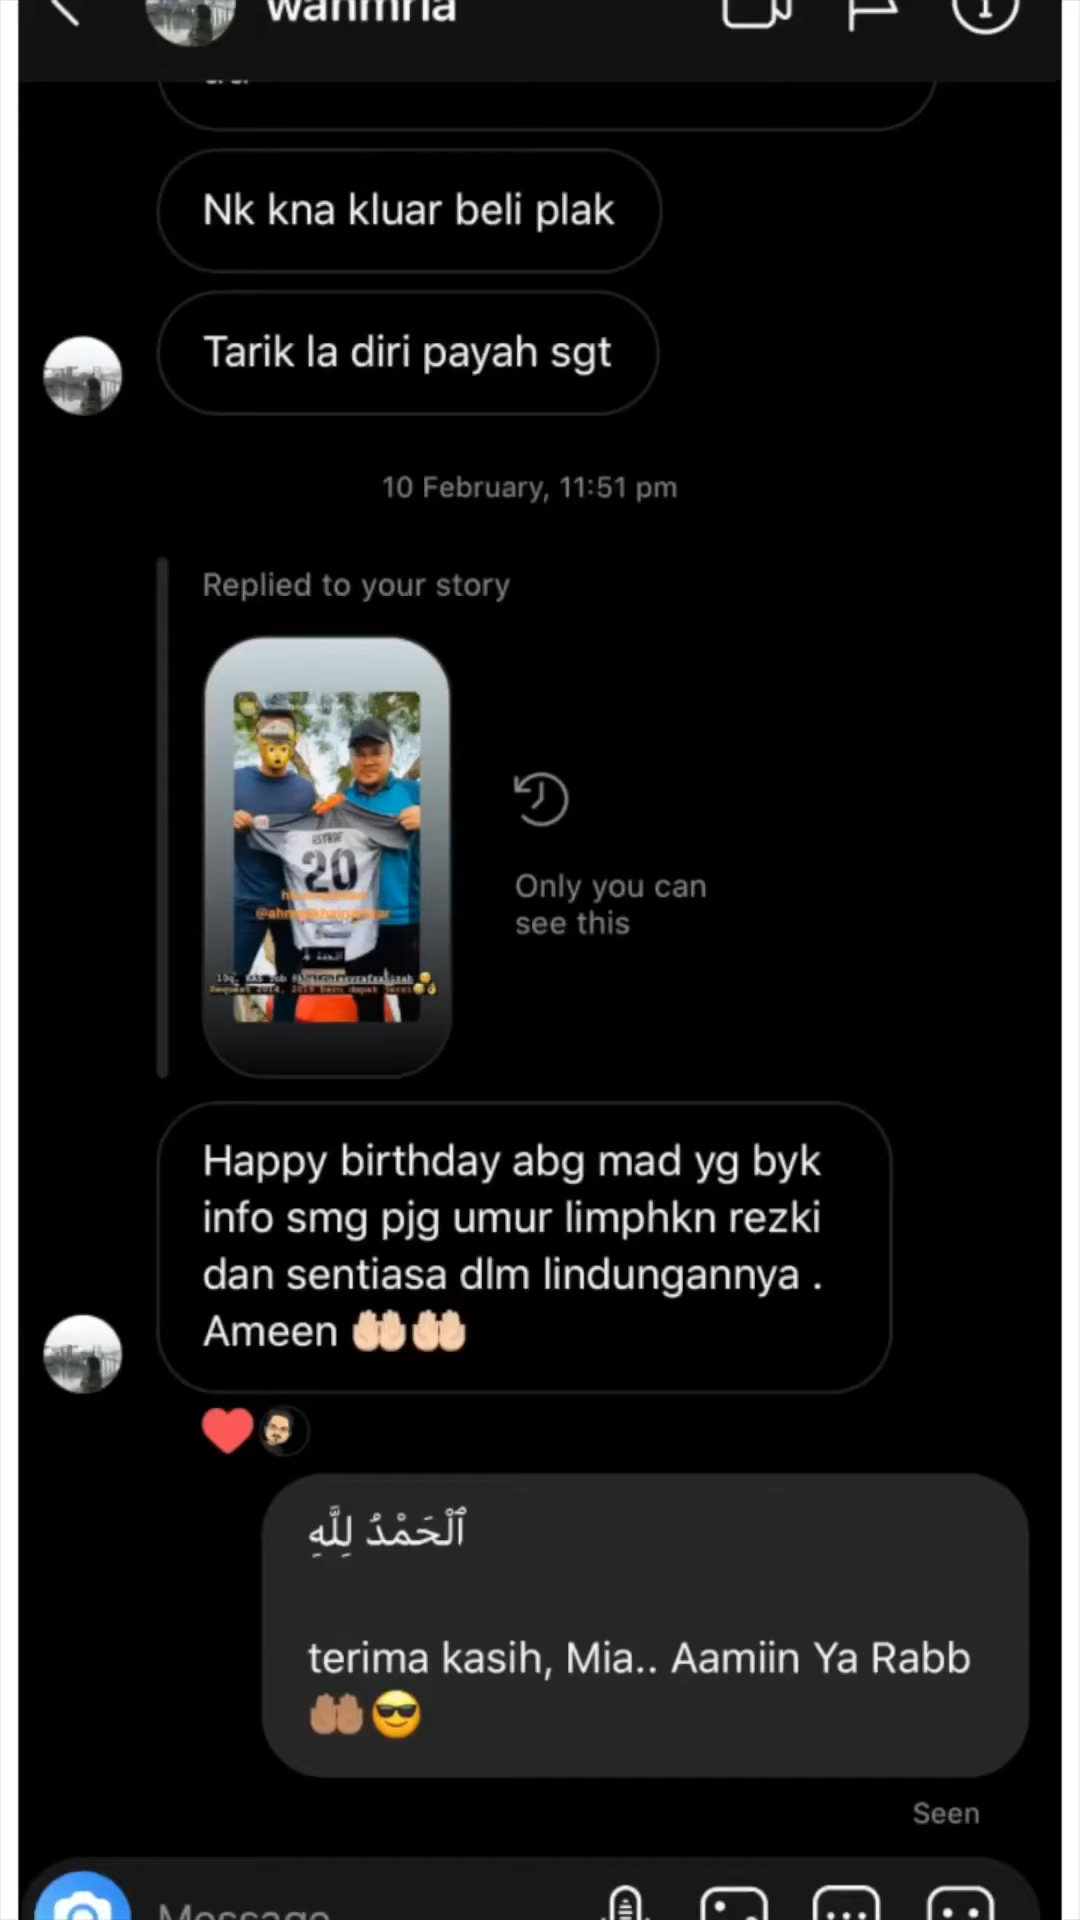 Nk kna kluar beli plak
Tarik la diri payah sgt
10 February, 11:51 pm
Replied to your story
20
Only you can
see this
Happy birthday abg mad yg byk
info smg pjg umur limphkn rezki
dan sentiasa dlm lindungannya .
Ameen 🤲🏻🤲🏻
ٱلْحَمْدُ لِلَّهِ
terima kasih, Mia.. Aamiin Ya Rabb
🤲🏽😎
Seen
Message